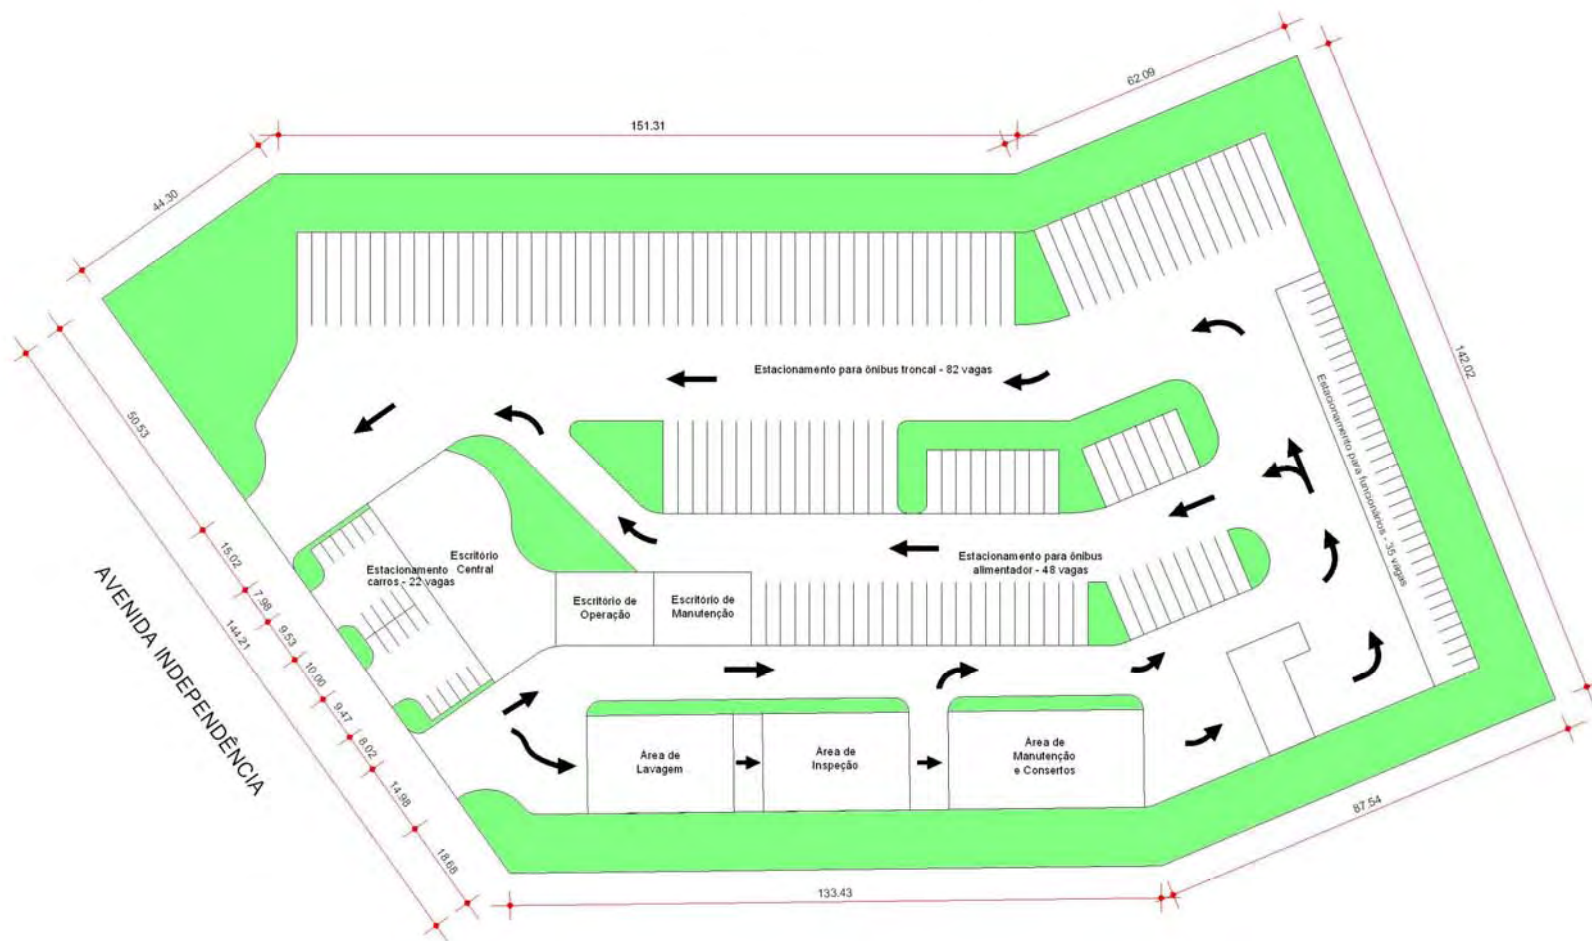 62.09
151.31
44.30
142.02
Estacionamento para ônibus troncal - 82 vagas
Estacionamento para funcionários - 35 vagas
50.53
15.02
7.98
9.53
10.00
9.47
8.02
14.98
18.68
144.21
AVENIDA INDEPENDÊNCIA
Escritório
Central
Estacionamento
carros - 22 vagas
Estacionamento para ônibus
alimentador - 48 vagas
Escritório de
Operação
Escritório de
Manutenção
Área de
Lavagem
Área de
Inspeção
Área de
Manutenção
e Consertos
87.54
133.43